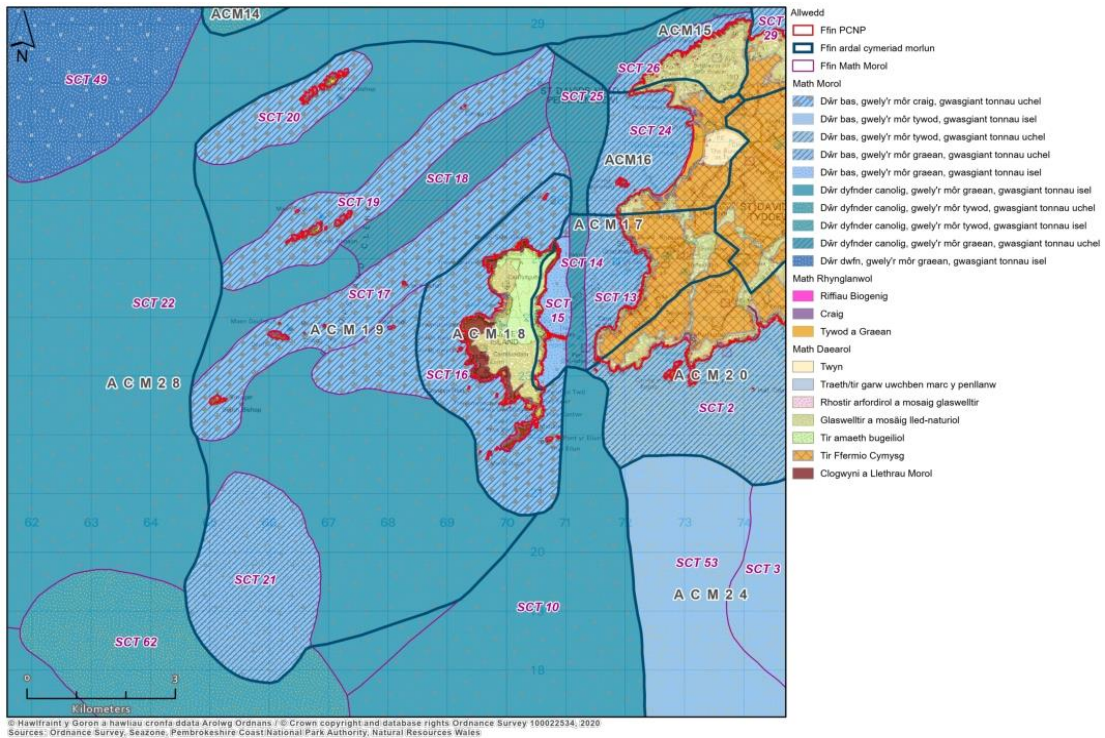 ACM14
29
ACM15
SCT 29
SCT 49
N
SCT 26
SCT 25
SCT 20
SCT 24
ACM16
SCT 18
SCT 19
ACM17
SCT 14
SCT 22
SCT 17
SCT 15
SCT 13
ACM19
ACM18
ISLAND
SCT 16
ACM28
ACM20
SCT 2
62 63 64 65 66 67 68 69 70 71 72 73 74
20
SCT 21
SCT 53
SCT 3
ACM24
SCT 10
SCT 62
18
0 3
Kilometers
Allwedd
Ffin PCNP
Ffin ardal cymeriad morlun
Ffin Math Morol
Math Morol
Dŵr bas, gwely'r môr craig, gwasgiant tonnau uchel
Dŵr bas, gwely'r môr tywod, gwasgiant tonnau isel
Dŵr bas, gwely'r môr tywod, gwasgiant tonnau uchel
Dŵr bas, gwely'r môr graean, gwasgiant tonnau uchel
Dŵr bas, gwely'r môr graean, gwasgiant tonnau isel
Dŵr dyfnder canolig, gwely'r môr graean, gwasgiant tonnau isel
Dŵr dyfnder canolig, gwely'r môr tywod, gwasgiant tonnau uchel
Dŵr dyfnder canolig, gwely'r môr tywod, gwasgiant tonnau isel
Dŵr dyfnder canolig, gwely'r môr graean, gwasgiant tonnau uchel
Dŵr dwfn, gwely'r môr graean, gwasgiant tonnau isel
Math Rhynglanwol
Riffiau Biogenig
Craig
Tywod a Graean
Math Daearol
Twyn
Traeth/tir garw uwchben marc y penllanw
Rhostir arfordirol a mosaig glaswelltir
Glaswelltir a mosäig lled-naturiol
Tir amaeth bugeiliol
Tir Ffermio Cymysg
Clogwyni a Llethrau Morol
© Hawlfraint y Goron a hawliau cronfa ddata Arolwg Ordnans / © Crown copyright and database rights Ordnance Survey 100022534, 2020
Sources: Ordnance Survey, Seazone, Pembrokeshire Coast National Park Authority, Natural Resources Wales